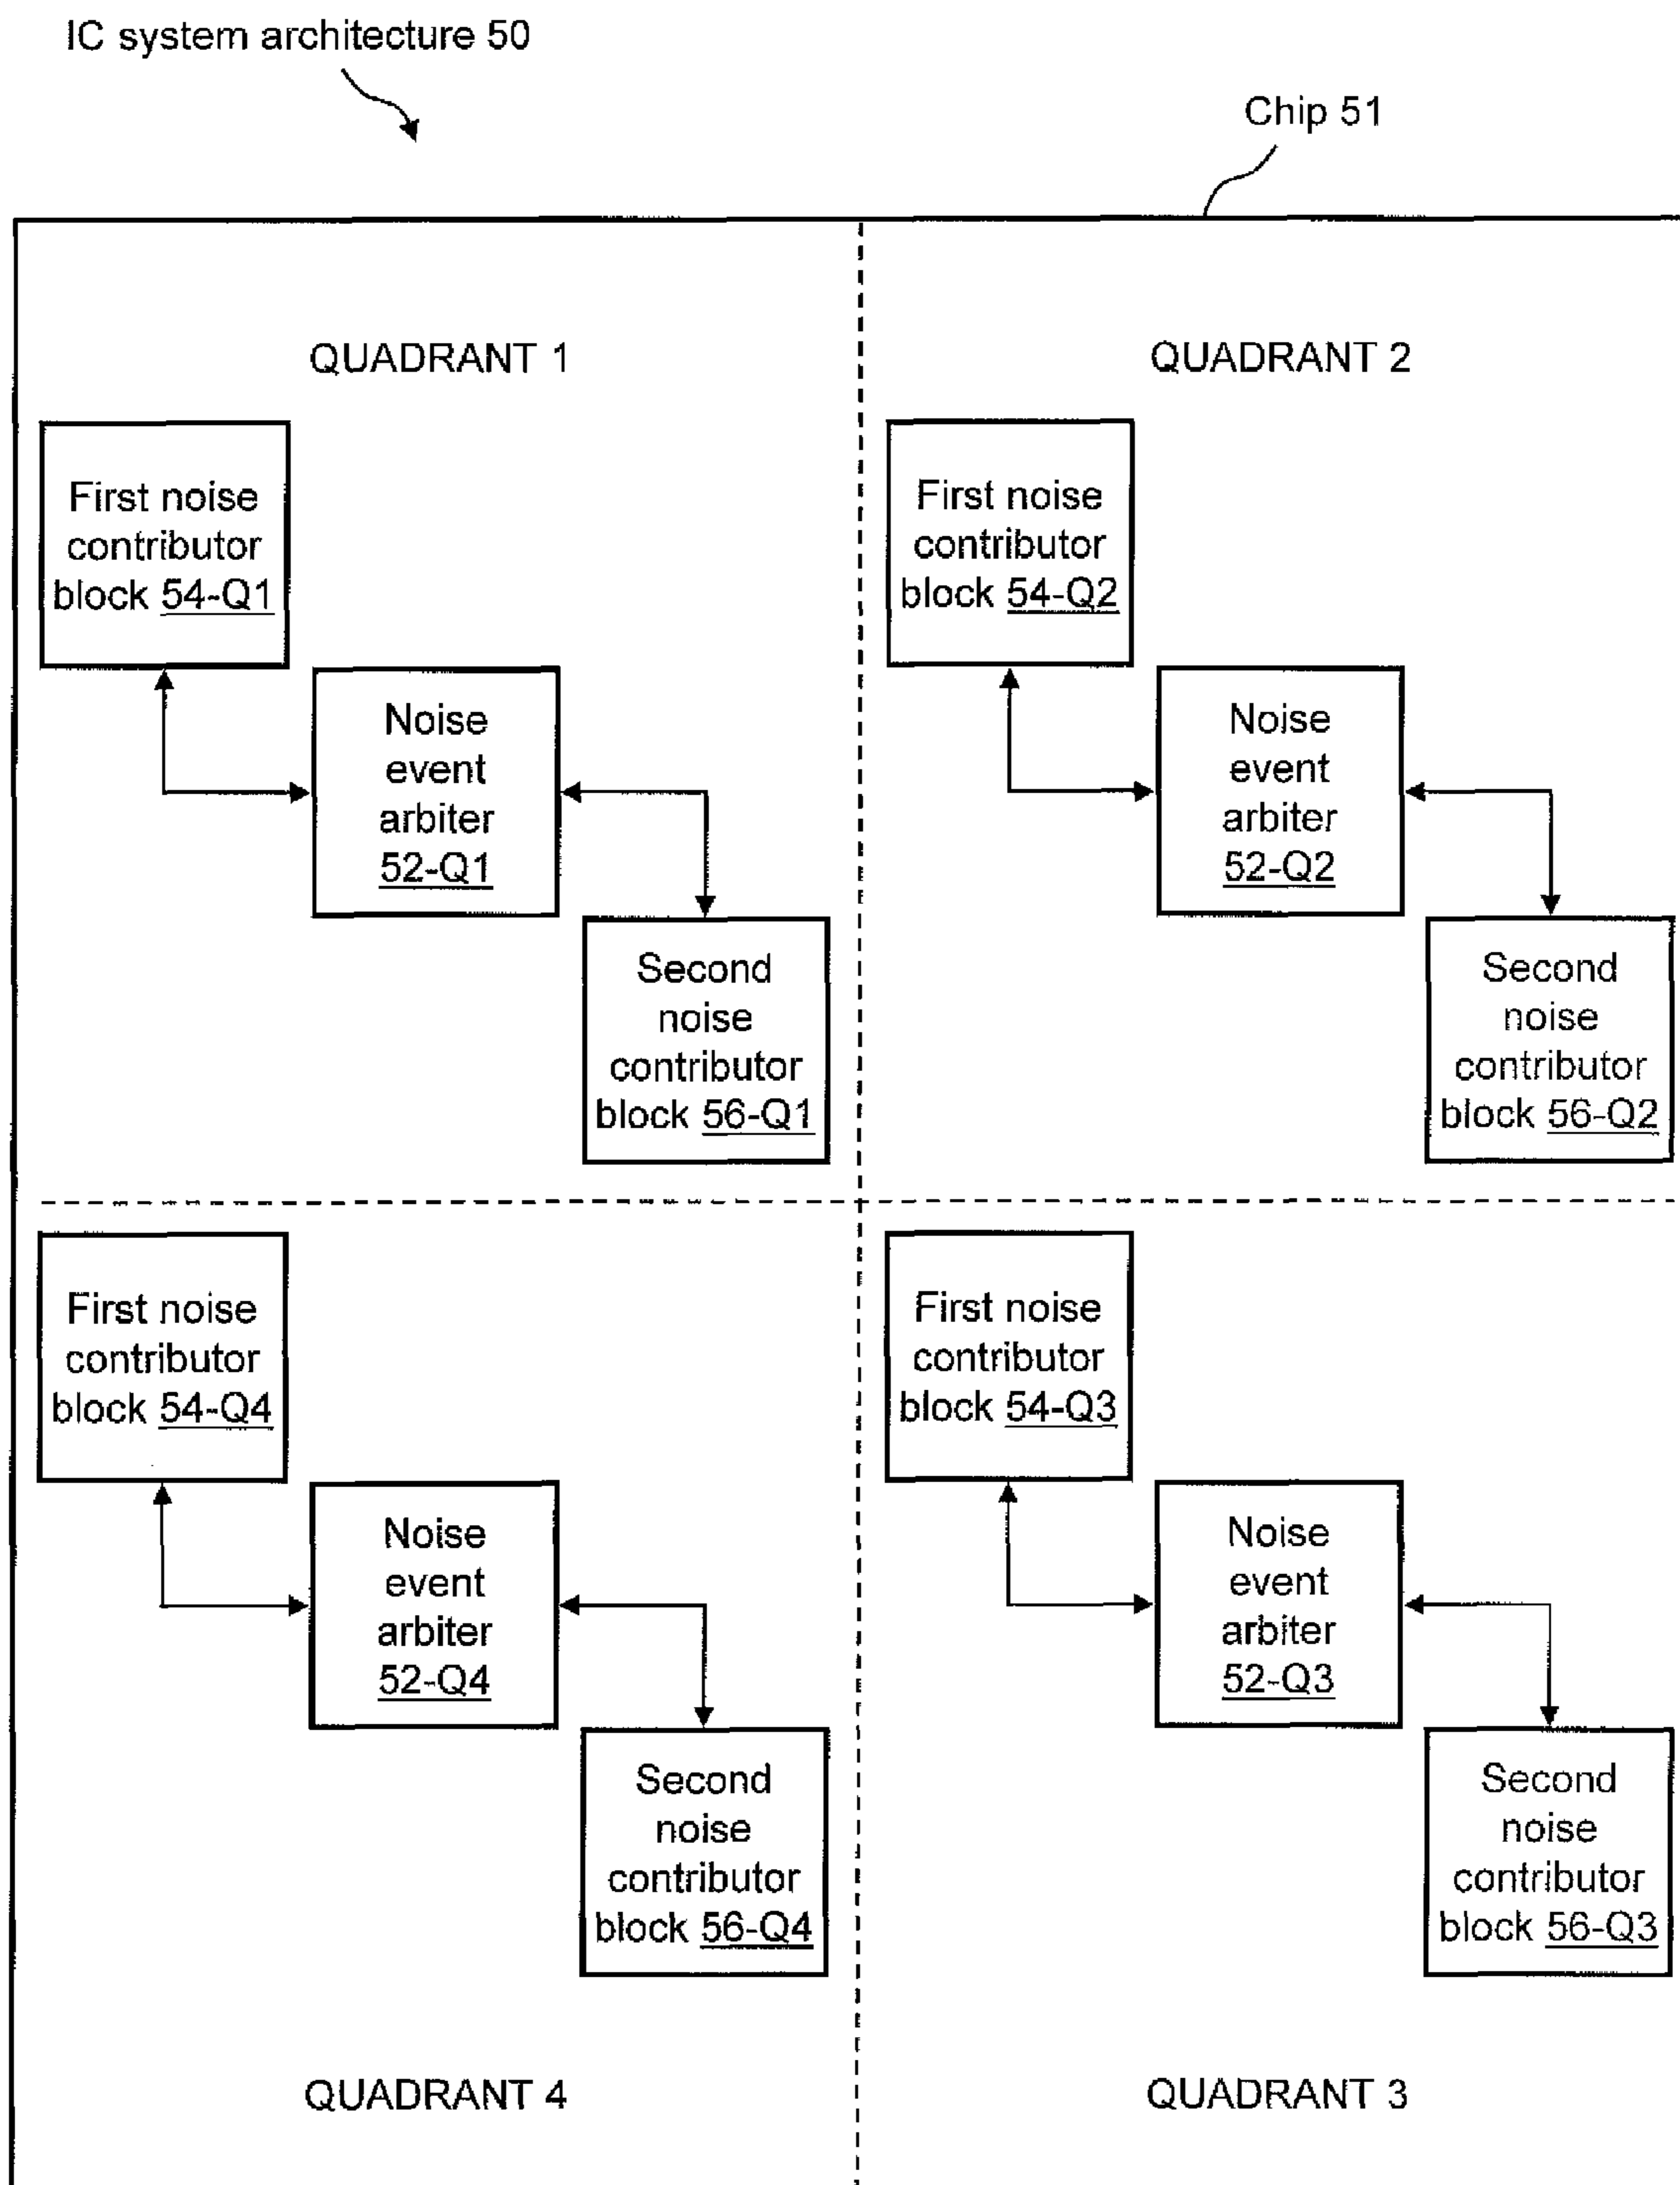 IC system architecture 50
Chip 51
QUADRANT 1
First noise
contributor
block 54-Q1
Noise
event
arbiter
52-Q1
Second
noise
contributor
block 56-Q1
QUADRANT 2
First noise
contributor
block 54-Q2
Noise
event
arbiter
52-Q2
Second
noise
contributor
block 56-Q2
First noise
contributor
block 54-Q4
Noise
event
arbiter
52-Q4
Second
noise
contributor
block 56-Q4
QUADRANT 4
First noise
contributor
block 54-Q3
Noise
event
arbiter
52-Q3
Second
noise
contributor
block 56-Q3
QUADRANT 3